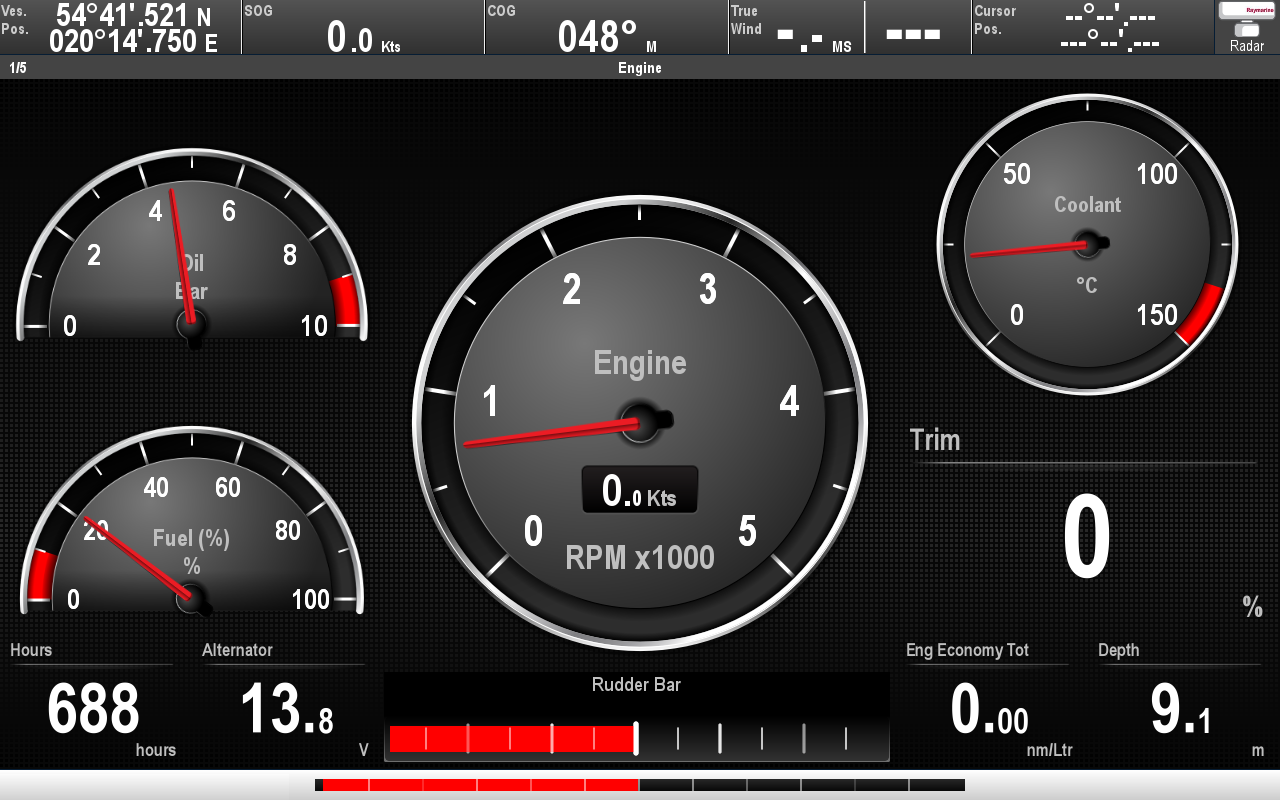 Ves. Pos. 54°41'.521 N
020°14'.750 E
SOG
0.0 Kts
COG
048° M
True Wind
-.- MS
---
Cursor Pos.
--°--'.---
---°--'.---
Raymarine
Radar
1/5
Engine
0
2
4
6
8
10
Oil
Bar
0
20
40
60
80
100
Fuel (%)
%
0
1
2
3
4
5
Engine
0.0 Kts
RPM x1000
0
50
100
150
Coolant
°C
Trim
0
%
Hours
688
hours
Alternator
13.8
V
Rudder Bar
Eng Economy Tot
0.00
nm/Ltr
Depth
9.1
m